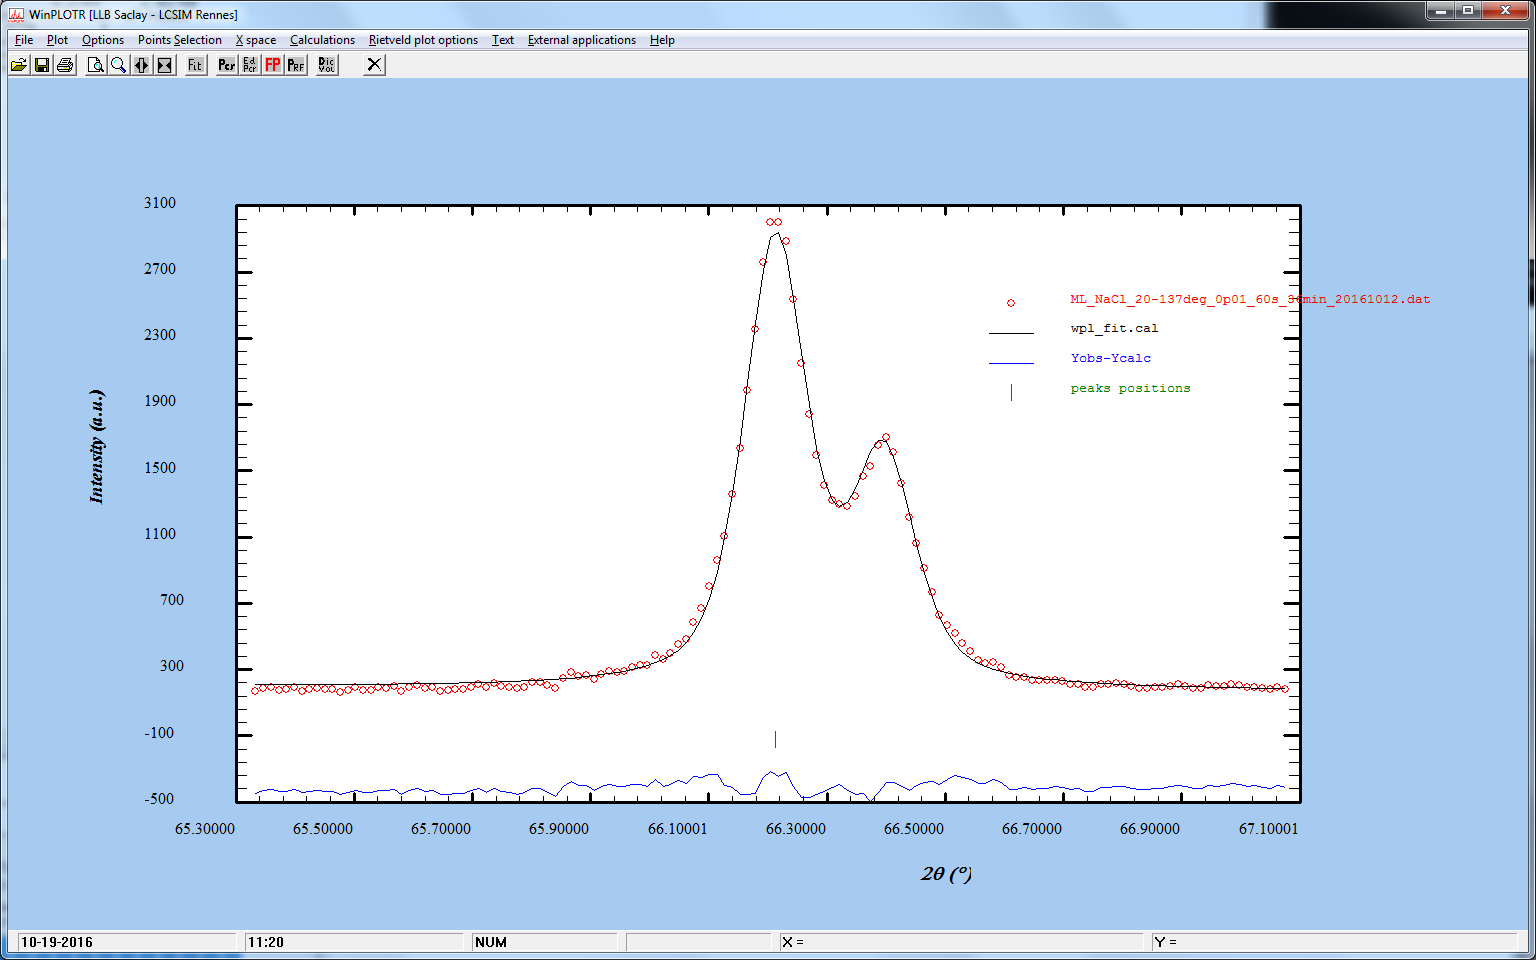 WinPLOTR [LLB Saclay - LCSIM Rennes]
File Plot Options Points Selection X space Calculations Rietveld plot options Text External applications Help
Fit Pcr Ed Pcr FP PRF Dic Vol
3100
2700
2300
1900
1500
1100
700
300
-100
-500
Intensity (a.u.)
ML_NaCl_20-137deg_0p01_60s_36min_20161012.dat
wpl_fit.cal
Yobs-Ycalc
peaks positions
65.30000 65.50000 65.70000 65.90000 66.10001 66.30000 66.50000 66.70000 66.90000 67.10001
2θ (°)
10-19-2016 11:20 NUM X = Y =